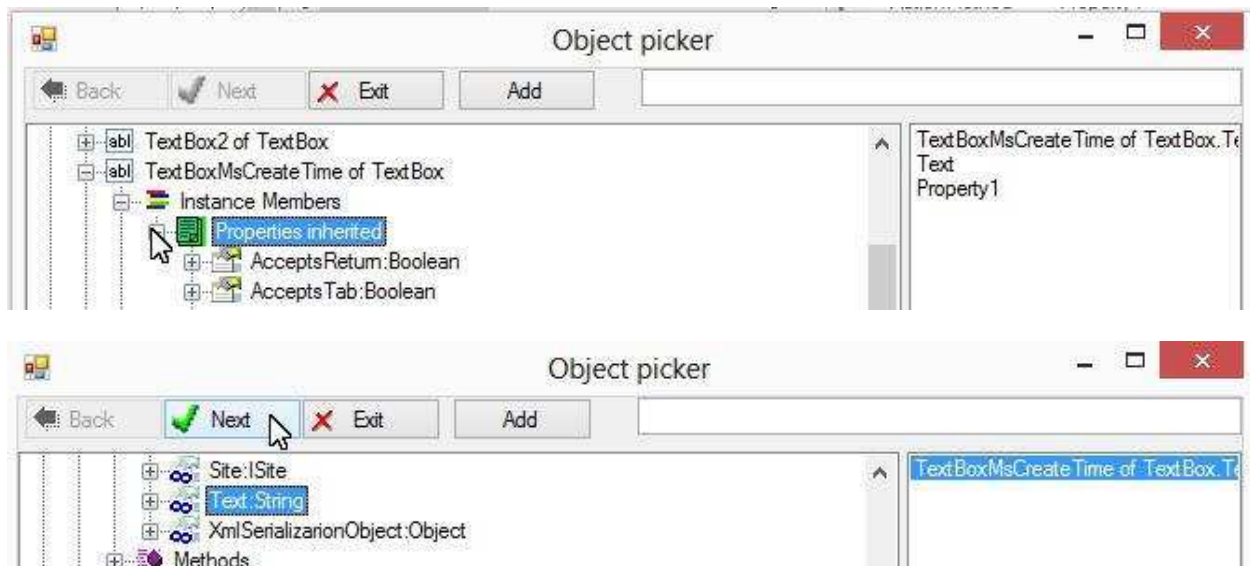 Object picker
Back Next Exit Add
abl TextBox2 of TextBox
abl TextBoxMsCreateTime of TextBox
Instance Members
Properties inherited
AcceptsReturn:Boolean
AcceptsTab:Boolean
TextBoxMsCreateTime of TextBox.Te
Text
Property1
Object picker
Back Next Exit Add
Site:ISite
Text:String
XmlSerializarionObject:Object
Methods
TextBoxMsCreateTime of TextBox.Te